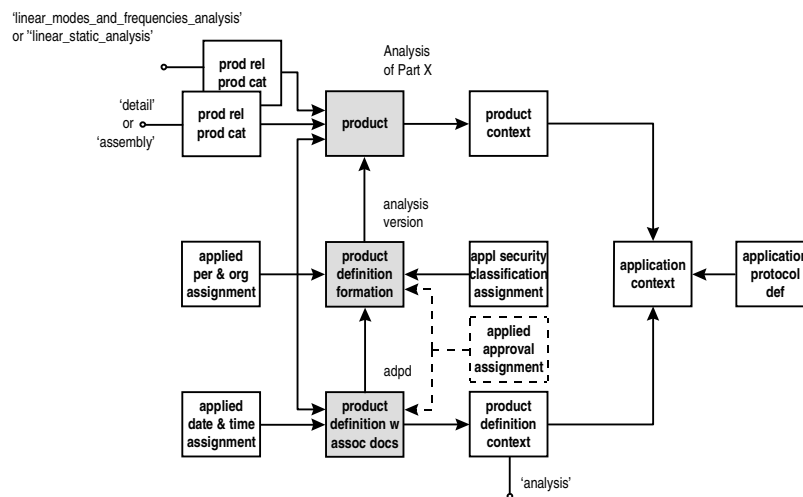 ‘linear_modes_and_frequencies_analysis’
or '‘linear_static_analysis’
prod rel
prod cat
‘detail’
or
‘assembly’
prod rel
prod cat
Analysis
of Part X
product
product
context
analysis
version
applied
per & org
assignment
product
definition
formation
appl security
classification
assignment
application
context
application
protocol
def
applied
approval
assignment
adpd
applied
date & time
assignment
product
definition w
assoc docs
product
definition
context
‘analysis’